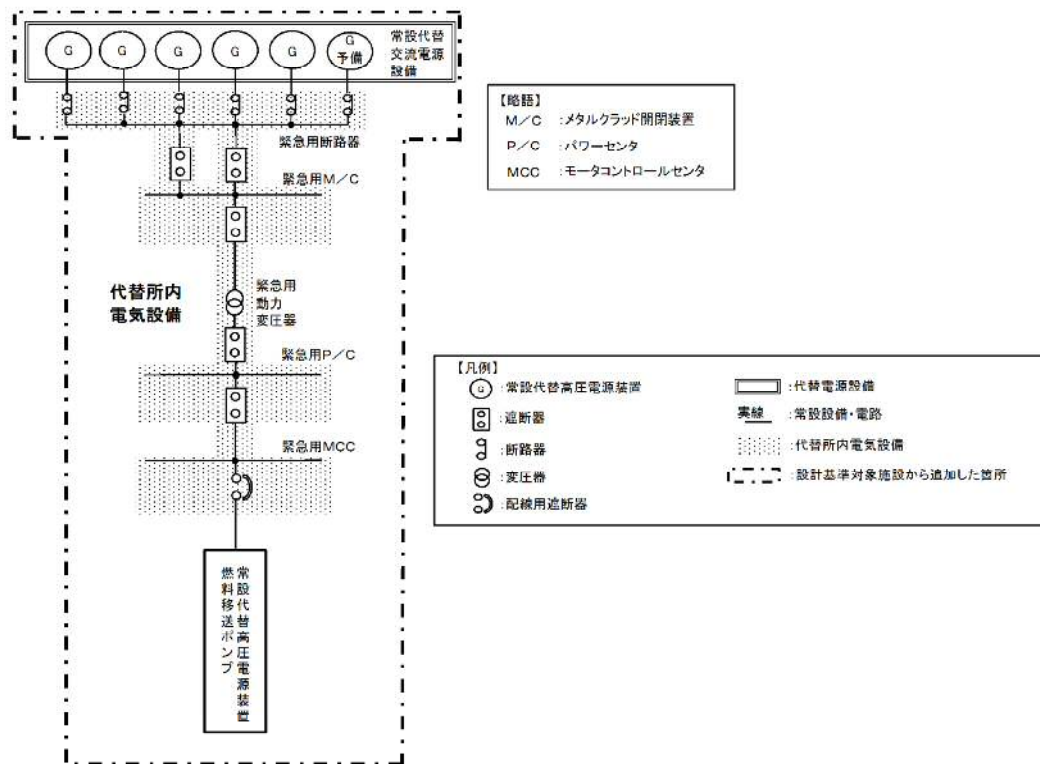 G G G G G G
予備
常設代替
交流電源
設備
緊急用断路器
緊急用M/C
代替所内
電気設備
緊急用
動力
変圧器
緊急用P/C
緊急用MCC
常設代替高圧電源装置
燃料移送ポンプ
【略語】
M/C :メタルクラッド開閉装置
P/C :パワーセンタ
MCC :モータコントロールセンタ
【凡例】
G :常設代替高圧電源装置
:遮断器
:断路器
:変圧器
:配線用遮断器
:代替電源設備
実線 :常設設備・電路
:代替所内電気設備
:設計基準対象施設から追加した箇所